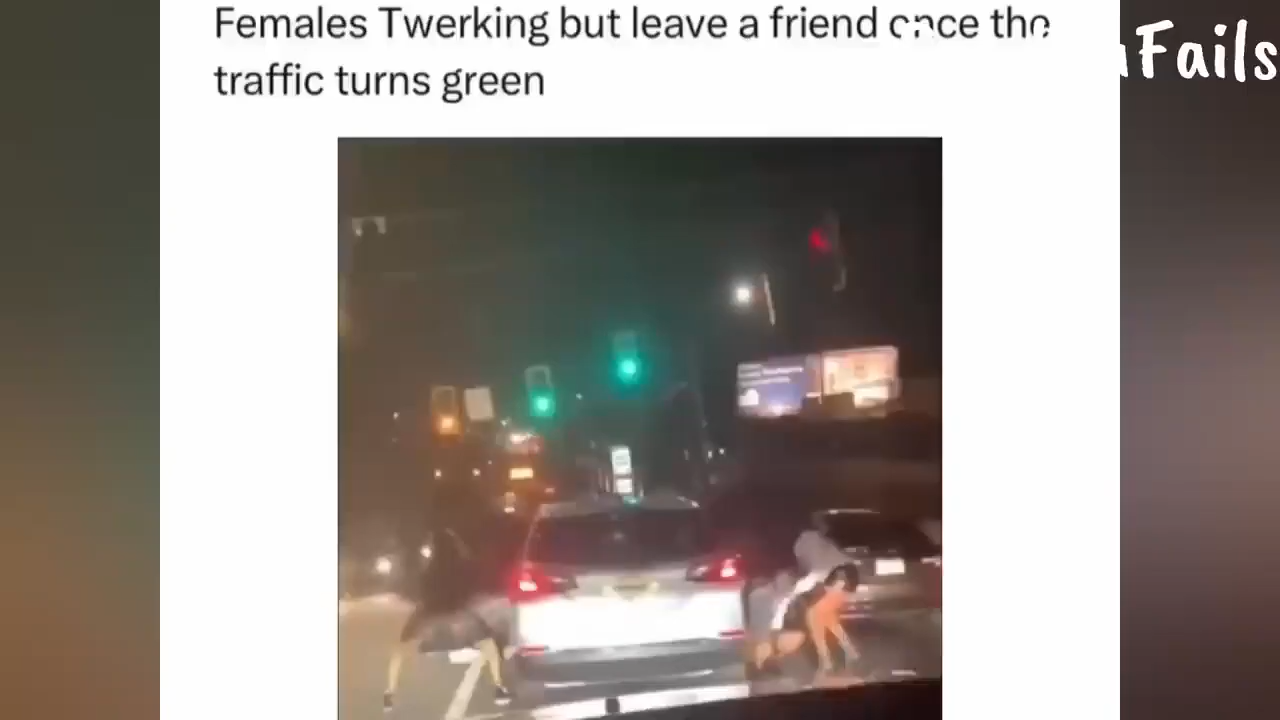 Females Twerking but leave a friend once the
traffic turns green
Fails